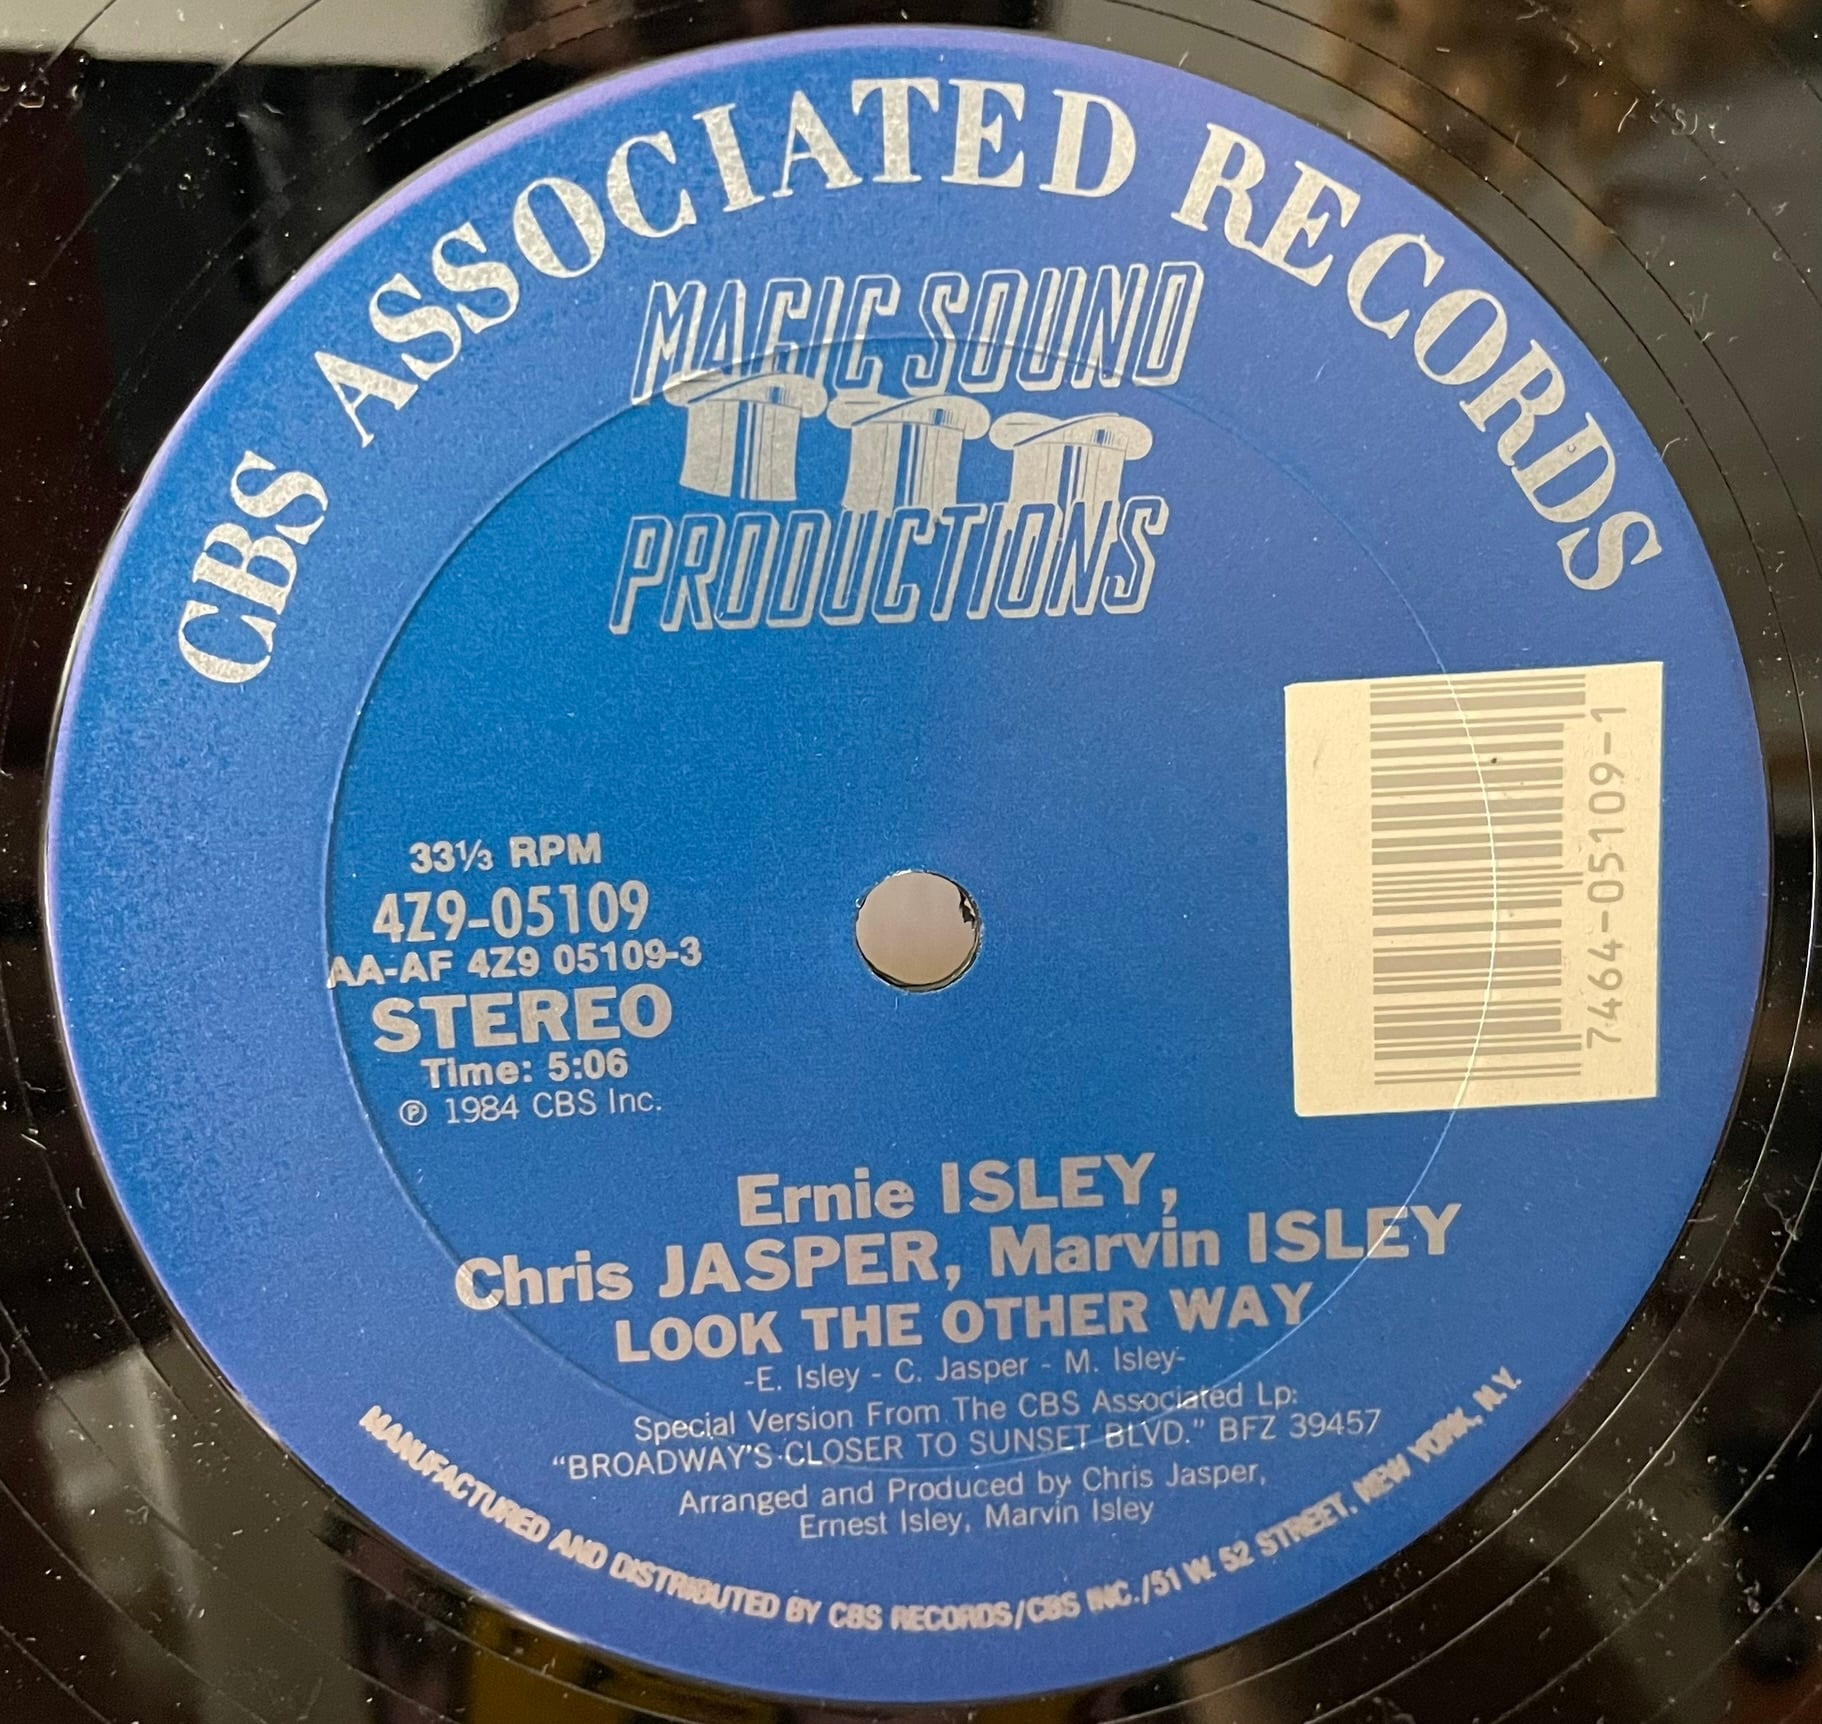 CBS ASSOCIATED RECORDS
MAGIC SOUND
PRODUCTIONS
33⅓ RPM
4Z9-05109
AA-AF 4Z9 05109-3
STEREO
Time: 5:06
℗ 1984 CBS Inc.
7464-05109-1
Ernie ISLEY,
Chris JASPER, Marvin ISLEY
LOOK THE OTHER WAY
-E. Isley - C. Jasper - M. Isley-
Special Version From The CBS Associated Lp:
"BROADWAY'S CLOSER TO SUNSET BLVD." BFZ 39457
Arranged and Produced by Chris Jasper,
Ernest Isley, Marvin Isley
MANUFACTURED AND DISTRIBUTED BY CBS RECORDS/CBS INC./51 W. 52 STREET, NEW YORK, N.Y.